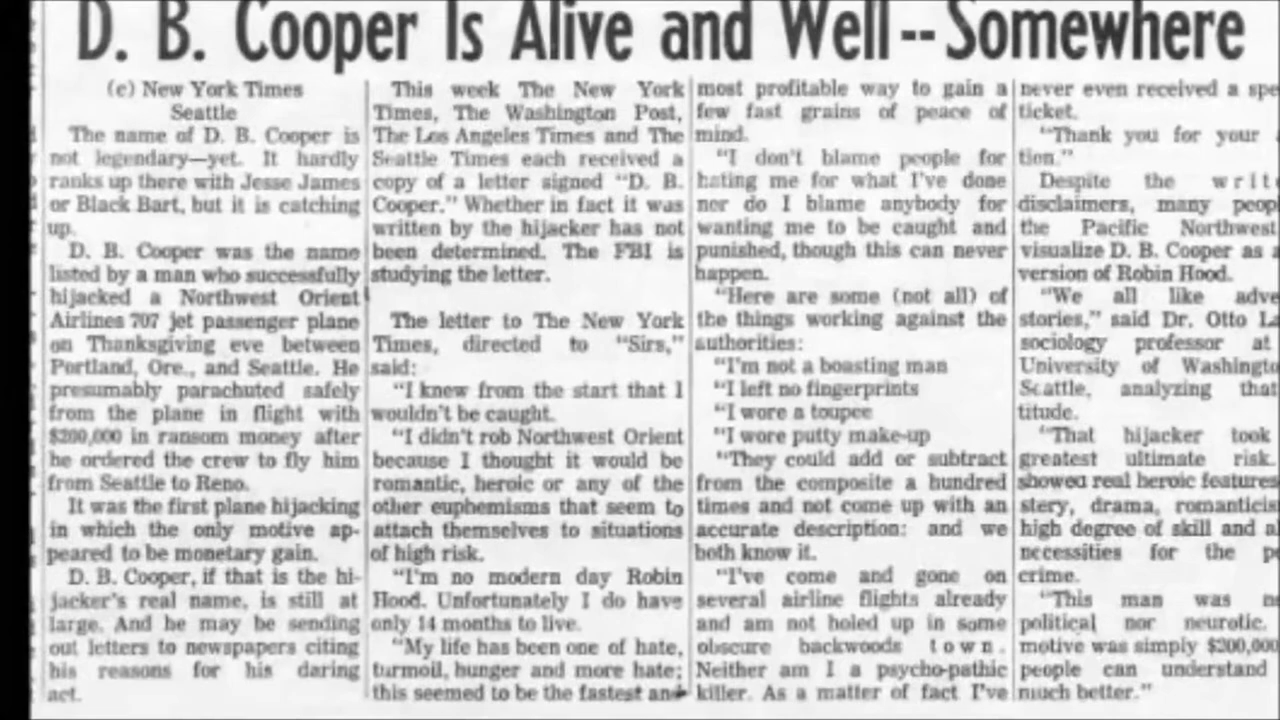 D. B. Cooper Is Alive and Well--Somewhere
(c) New York Times
Seattle
The name of D. B. Cooper is
not legendary—yet. It hardly
ranks up there with Jesse James
or Black Bart, but it is catching
up.
D. B. Cooper was the name
listed by a man who successfully
hijacked a Northwest Orient
Airlines 707 jet passenger plane
on Thanksgiving eve between
Portland, Ore., and Seattle. He
presumably parachuted safely
from the plane in flight with
$200,000 in ransom money after
he ordered the crew to fly him
from Seattle to Reno.
It was the first plane hijacking
in which the only motive ap-
peared to be monetary gain.
D. B. Cooper, if that is the hi-
jacker's real name, is still at
large. And he may be sending
out letters to newspapers citing
his reasons for his daring
act.
This week The New York
Times, The Washington Post,
The Los Angeles Times and The
Seattle Times each received a
copy of a letter signed "D. B.
Cooper." Whether in fact it was
written by the hijacker has not
been determined. The FBI is
studying the letter.
The letter to The New York
Times, directed to "Sirs,"
said:
"I knew from the start that I
wouldn't be caught.
"I didn't rob Northwest Orient
because I thought it would be
romantic, heroic or any of the
other euphemisms that seem to
attach themselves to situations
of high risk.
"I'm no modern day Robin
Hood. Unfortunately I do have
only 14 months to live.
"My life has been one of hate,
turmoil, hunger and more hate;
this seemed to be the fastest and
most profitable way to gain a
few fast grains of peace of
mind.
"I don't blame people for
hating me for what I've done
nor do I blame anybody for
wanting me to be caught and
punished, though this can never
happen.
"Here are some (not all) of
the things working against the
authorities:
"I'm not a boasting man
"I left no fingerprints
"I wore a toupee
"I wore putty make-up
"They could add or subtract
from the composite a hundred
times and not come up with an
accurate description: and we
both know it.
"I've come and gone on
several airline flights already
and am not holed up in some
obscure backwoods town.
Neither am I a psycho-pathic
killer. As a matter of fact I've
never even received a spe
ticket.
"Thank you for your
tion."
Despite the writ
disclaimers, many peop
the Pacific Northwest
visualize D. B. Cooper as a
version of Robin Hood.
"We all like adve
stories," said Dr. Otto La
sociology professor at
University of Washingto
Seattle, analyzing that
titude.
"That hijacker took
greatest ultimate risk.
showed real heroic features
stery, drama, romanticis
high degree of skill and a
necessities for the pe
crime.
"This man was ne
political nor neurotic.
motive was simply $200,000
people can understand
much better."